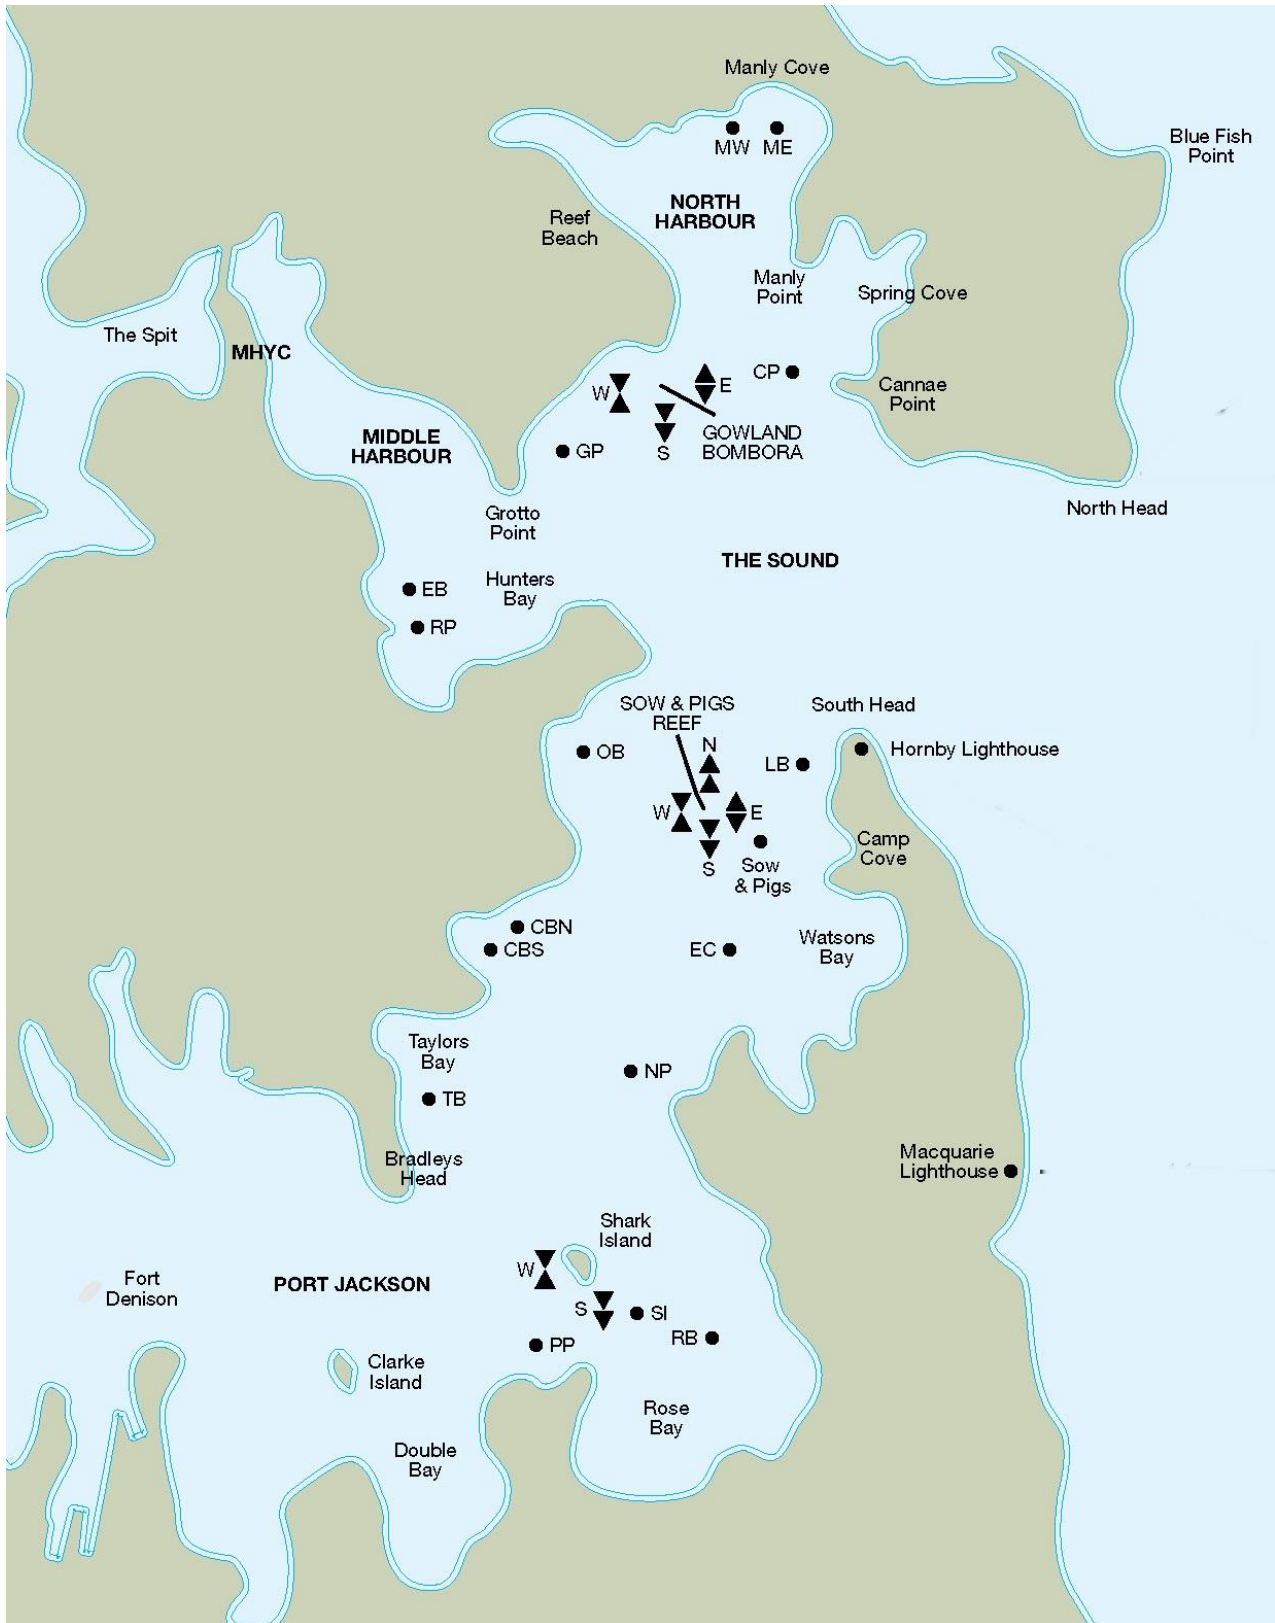 Manly Cove
MW
ME
Blue Fish
Point
NORTH
HARBOUR
Reef
Beach
Manly
Point
Spring Cove
The Spit
MHYC
W
E
CP
Cannae
Point
S
GOWLAND
BOMBORA
MIDDLE
HARBOUR
GP
North Head
Grotto
Point
THE SOUND
EB
Hunters
Bay
RP
SOW & PIGS
REEF
South Head
N
OB
LB
Hornby Lighthouse
W
E
S
Sow
& Pigs
Camp
Cove
CBN
CBS
EC
Watsons
Bay
Taylors
Bay
NP
TB
Bradleys
Head
Macquarie
Lighthouse
Shark
Island
W
Fort
Denison
PORT JACKSON
S
SI
PP
RB
Clarke
Island
Rose
Bay
Double
Bay